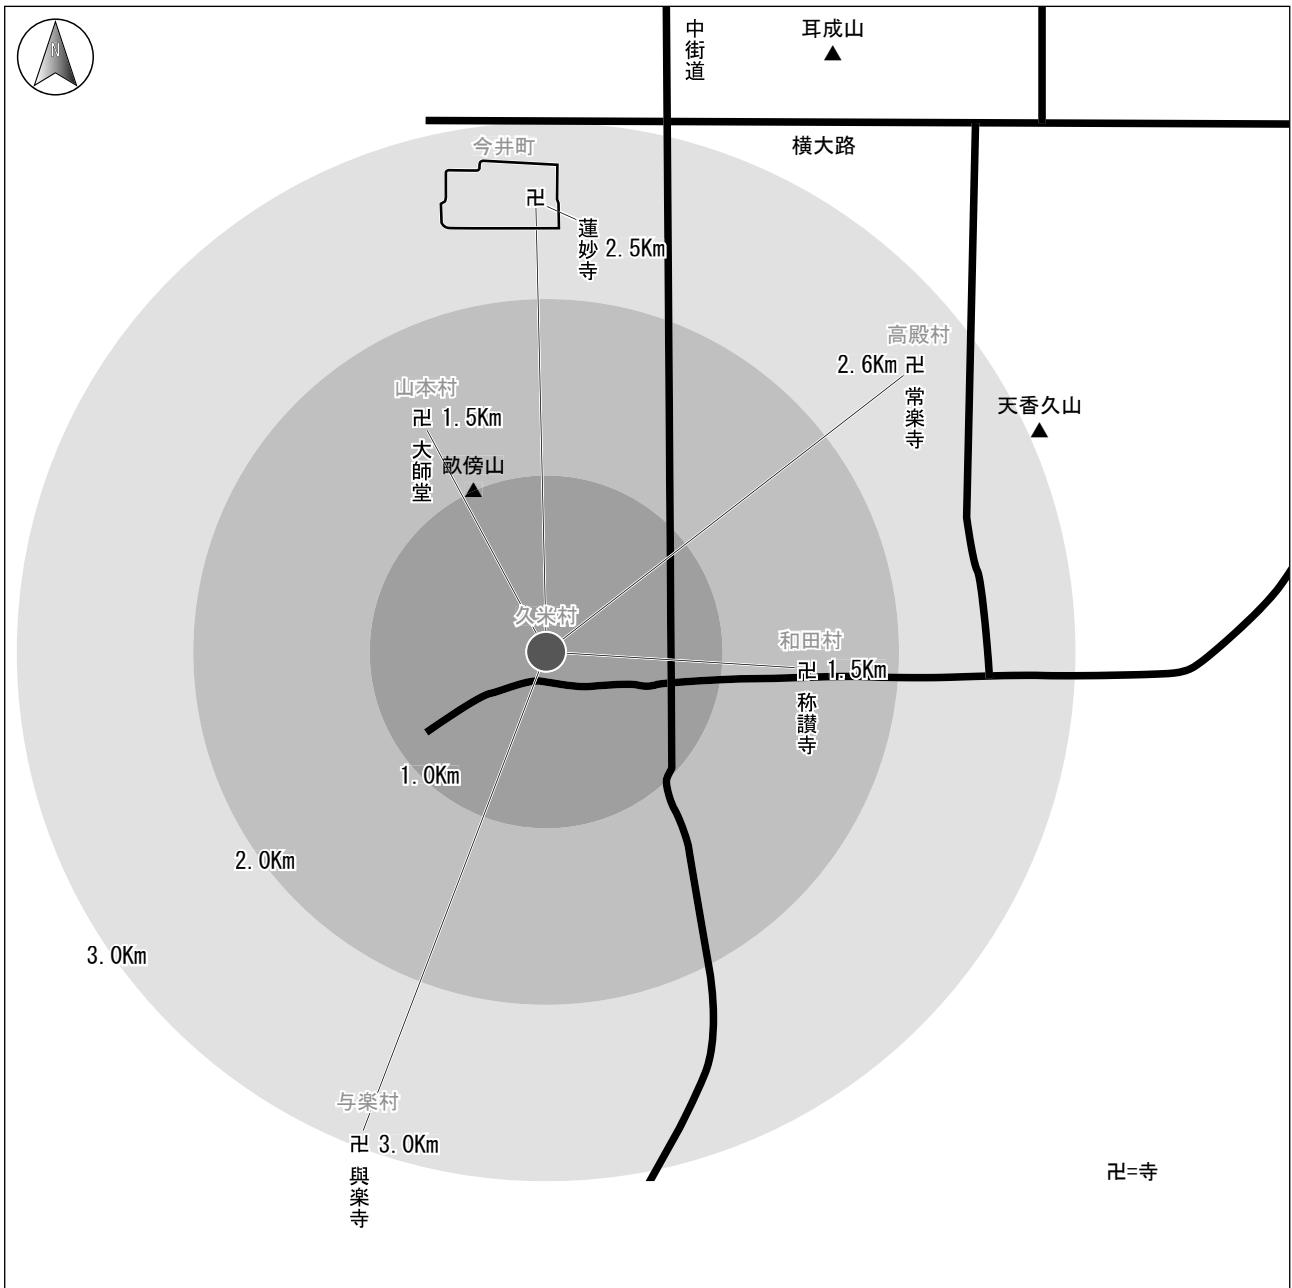 N
中街道
耳成山
▲
横大路
今井町
卍
蓮妙寺
2.5Km
高殿村
2.6Km 卍
常楽寺
天香久山
▲
山本村
卍 1.5Km
大師堂
畝傍山
▲
久米村
和田村
卍 1.5Km
称讃寺
1.0Km
2.0Km
3.0Km
与楽村
卍 3.0Km
與楽寺
卍=寺